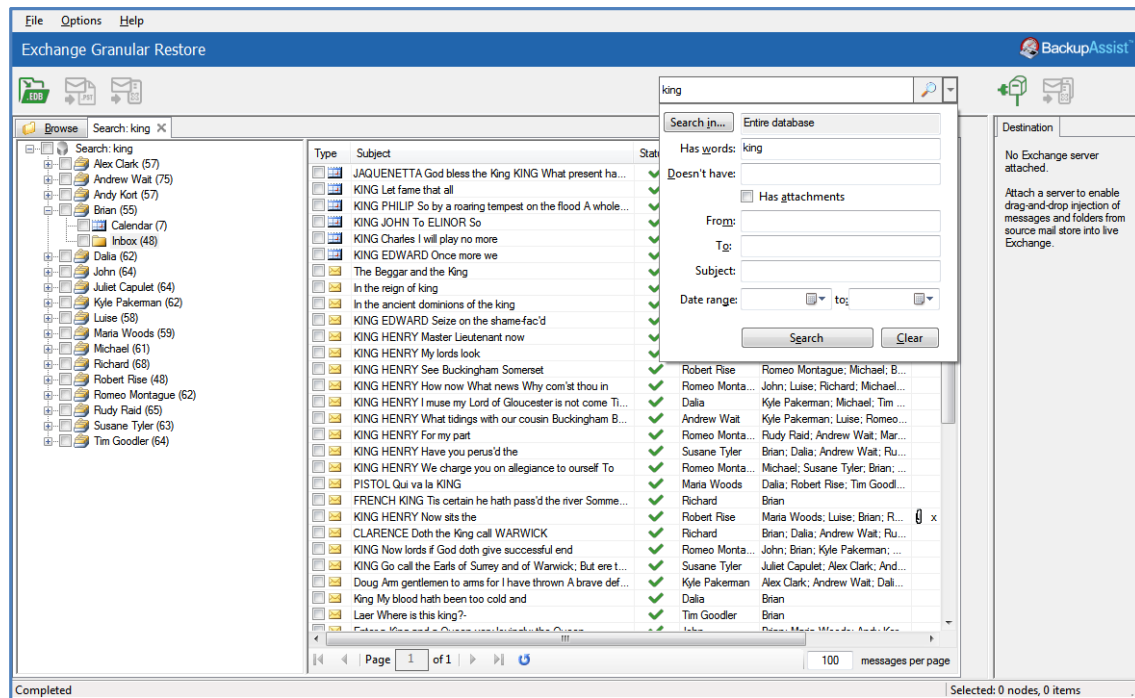 File Options Help
Exchange Granular Restore
BackupAssist™
.EDB
.PST
king
Browse
Search: king
Search in... Entire database
Has words: king
Doesn't have:
Has attachments
From:
To:
Subject:
Date range: to:
Search Clear
Destination
No Exchange server
attached.
Attach a server to enable
drag-and-drop injection of
messages and folders from
source mail store into live
Exchange.
Search: king
Alex Clark (57)
Andrew Wait (75)
Andy Kort (57)
Brian (55)
Calendar (7)
Inbox (48)
Dalia (62)
John (64)
Juliet Capulet (64)
Kyle Pakerman (62)
Luise (58)
Maria Woods (59)
Michael (61)
Richard (68)
Robert Rise (48)
Romeo Montague (62)
Rudy Raid (65)
Susane Tyler (63)
Tim Goodler (64)
Type Subject Statu
JAQUENETTA God bless the King KING What present ha...
KING Let fame that all
KING PHILIP So by a roaring tempest on the flood A whole...
KING JOHN To ELINOR So
KING Charles I will play no more
KING EDWARD Once more we
The Beggar and the King
In the reign of king
In the ancient dominions of the king
KING EDWARD Seize on the shame-fac'd
KING HENRY Master Lieutenant now
KING HENRY My lords look
KING HENRY See Buckingham Somerset Robert Rise Romeo Montague; Michael; B...
KING HENRY How now What news Why com'st thou in Romeo Monta... John; Luise; Richard; Michael...
KING HENRY I muse my Lord of Gloucester is not come Ti... Dalia Kyle Pakerman; Michael; Tim ...
KING HENRY What tidings with our cousin Buckingham B... Andrew Wait Kyle Pakerman; Luise; Romeo...
KING HENRY For my part Romeo Monta... Rudy Raid; Andrew Wait; Mar...
KING HENRY Have you perus'd the Susane Tyler Brian; Dalia; Andrew Wait; Ru...
KING HENRY We charge you on allegiance to ourself To Romeo Monta... Michael; Susane Tyler; Brian; ...
PISTOL Qui va la KING Maria Woods Dalia; Robert Rise; Tim Goodl...
FRENCH KING Tis certain he hath pass'd the river Somme... Richard Brian
KING HENRY Now sits the Robert Rise Maria Woods; Luise; Brian; R... x
CLARENCE Doth the King call WARWICK Richard Brian; Dalia; Andrew Wait; Ru...
KING Now lords if God doth give successful end Romeo Monta... John; Brian; Kyle Pakerman; ...
KING Go call the Earls of Surrey and of Warwick; But ere t... Susane Tyler Juliet Capulet; Alex Clark; And...
Doug Arm gentlemen to arms for I have thrown A brave def... Kyle Pakerman Alex Clark; Andrew Wait; Dali...
King My blood hath been too cold and Dalia Brian
Laer Where is this king?- Tim Goodler Brian
Page 1 of 1 100 messages per page
Completed Selected: 0 nodes, 0 items